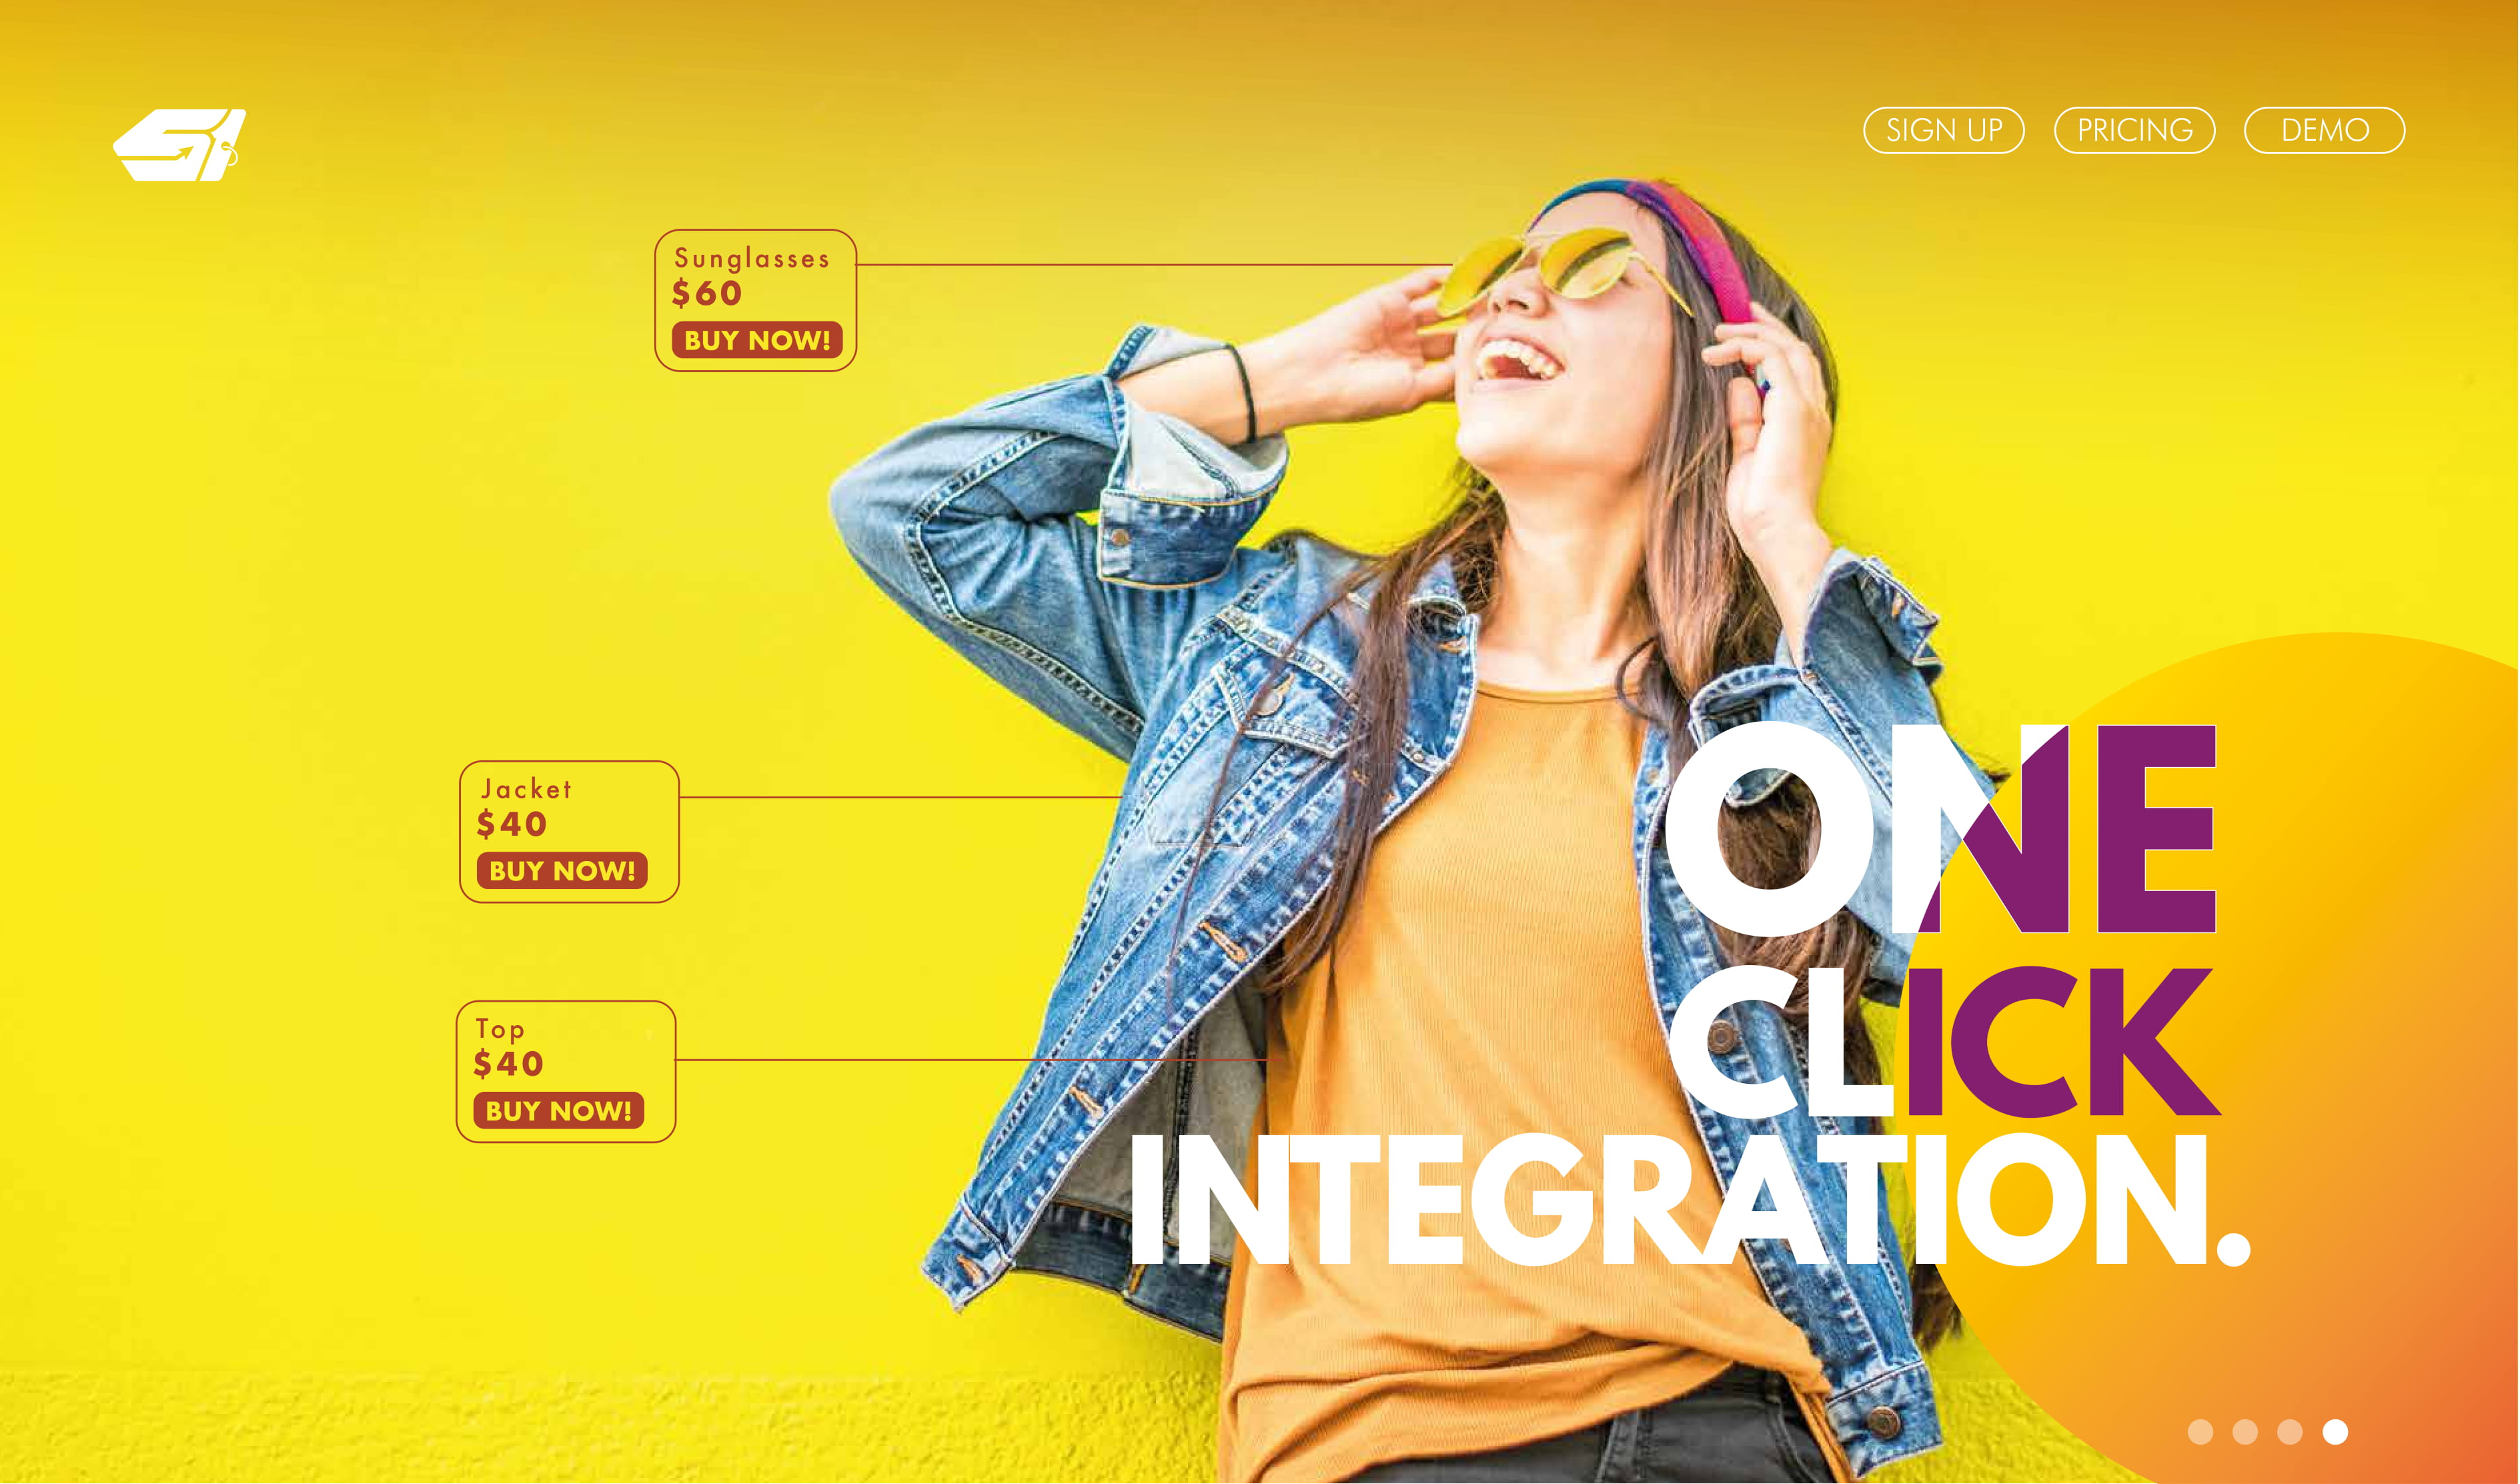 SIGN UP
PRICING
DEMO
Sunglasses
$60
BUY NOW!
Jacket
$40
BUY NOW!
Top
$40
BUY NOW!
ONE
CLICK
INTEGRATION.